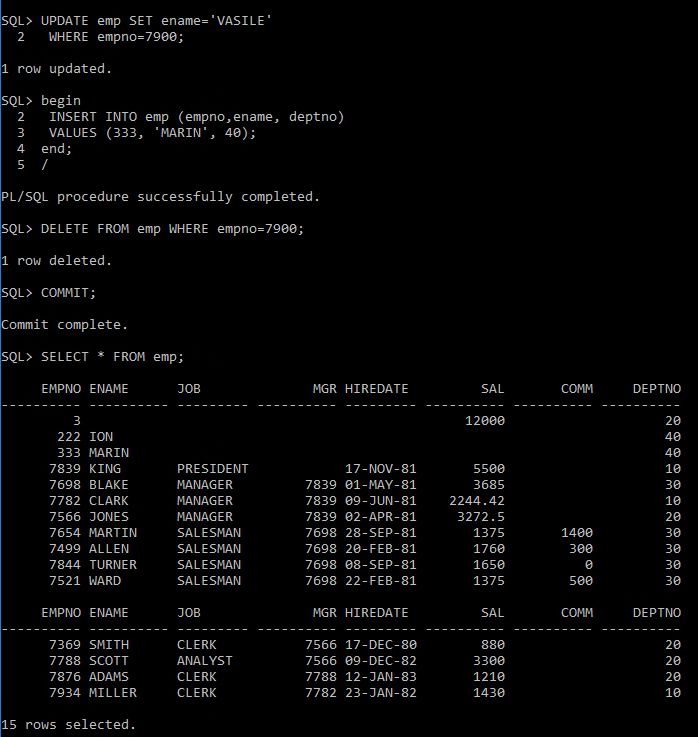 SQL> UPDATE emp SET ename='VASILE'
  2   WHERE empno=7900;
1 row updated.
SQL> begin
  2   INSERT INTO emp (empno,ename, deptno)
  3   VALUES (333, 'MARIN', 40);
  4  end;
  5  /
PL/SQL procedure successfully completed.
SQL> DELETE FROM emp WHERE empno=7900;
1 row deleted.
SQL> COMMIT;
Commit complete.
SQL> SELECT * FROM emp;
     EMPNO ENAME      JOB              MGR HIREDATE         SAL       COMM     DEPTNO
---------- ---------- --------- ---------- --------- ---------- ---------- ----------
         3                                                12000                    20
       222 ION                                                                     40
       333 MARIN                                                                   40
      7839 KING       PRESIDENT            17-NOV-81       5500                    10
      7698 BLAKE      MANAGER         7839 01-MAY-81       3685                    30
      7782 CLARK      MANAGER         7839 09-JUN-81    2244.42                    10
      7566 JONES      MANAGER         7839 02-APR-81     3272.5                    20
      7654 MARTIN     SALESMAN        7698 28-SEP-81       1375       1400         30
      7499 ALLEN      SALESMAN        7698 20-FEB-81       1760        300         30
      7844 TURNER     SALESMAN        7698 08-SEP-81       1650          0         30
      7521 WARD       SALESMAN        7698 22-FEB-81       1375        500         30
     EMPNO ENAME      JOB              MGR HIREDATE         SAL       COMM     DEPTNO
---------- ---------- --------- ---------- --------- ---------- ---------- ----------
      7369 SMITH      CLERK           7566 17-DEC-80        880                    20
      7788 SCOTT      ANALYST         7566 09-DEC-82       3300                    20
      7876 ADAMS      CLERK           7788 12-JAN-83       1210                    20
      7934 MILLER     CLERK           7782 23-JAN-82       1430                    10
15 rows selected.